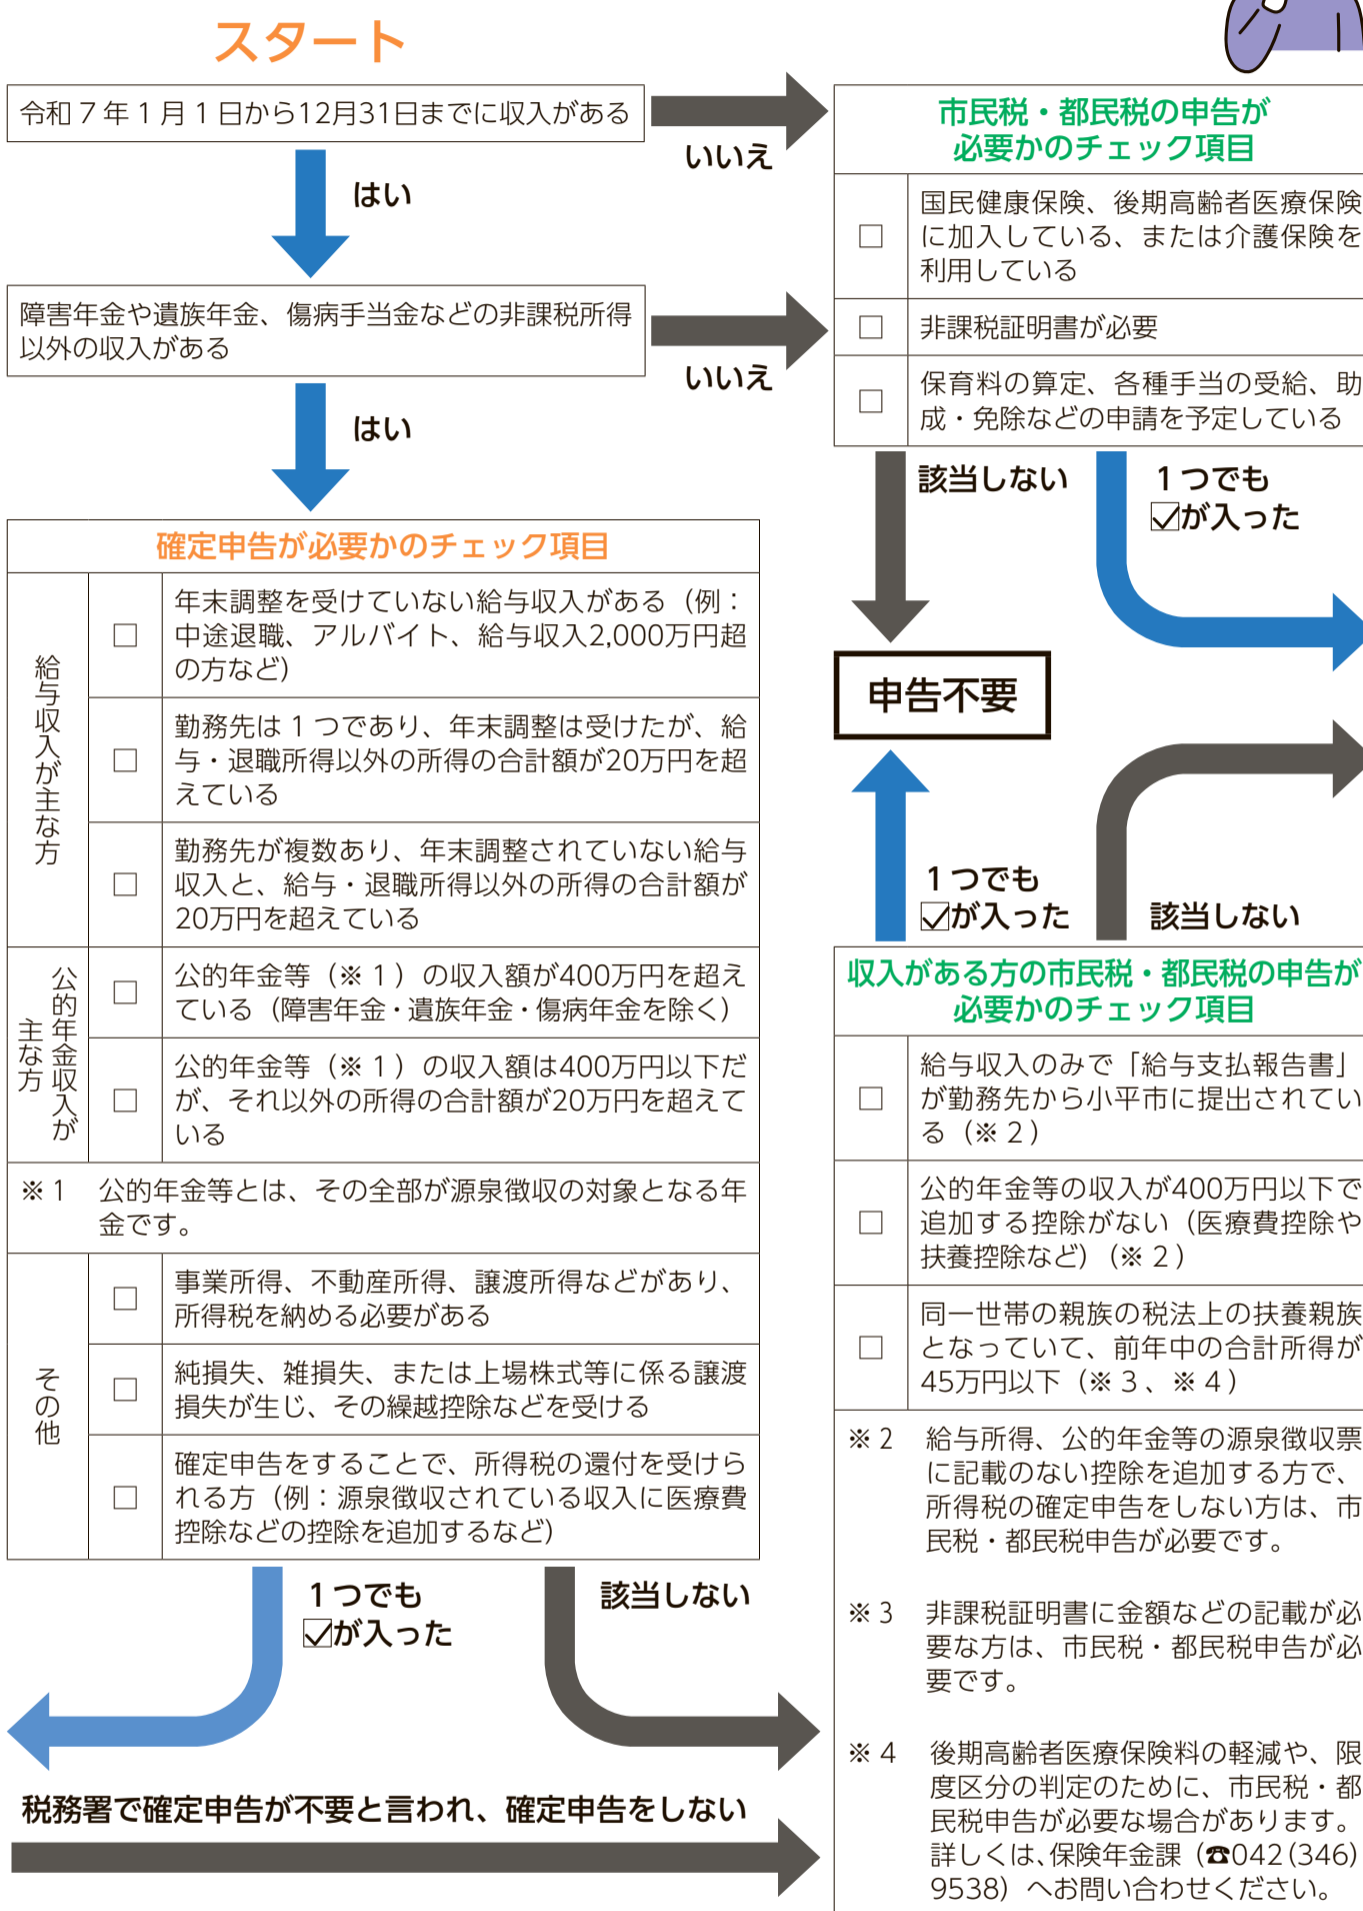 スタート
令和7年1月1日から12月31日までに収入がある
いいえ
はい
障害年金や遺族年金、傷病手当金などの非課税所得
以外の収入がある
いいえ
はい
確定申告が必要かのチェック項目
給与収入が主な方
□ 年末調整を受けていない給与収入がある（例：
中途退職、アルバイト、給与収入2,000万円超
の方など）
□ 勤務先は1つであり、年末調整は受けたが、給
与・退職所得以外の所得の合計額が20万円を超
えている
□ 勤務先が複数あり、年末調整されていない給与
収入と、給与・退職所得以外の所得の合計額が
20万円を超えている
公的年金収入が
主な方
□ 公的年金等（※1）の収入額が400万円を超え
ている（障害年金・遺族年金・傷病年金を除く）
□ 公的年金等（※1）の収入額は400万円以下だ
が、それ以外の所得の合計額が20万円を超えて
いる
※1 公的年金等とは、その全部が源泉徴収の対象となる年
金です。
その他
□ 事業所得、不動産所得、譲渡所得などがあり、
所得税を納める必要がある
□ 純損失、雑損失、または上場株式等に係る譲渡
損失が生じ、その繰越控除などを受ける
□ 確定申告をすることで、所得税の還付を受けら
れる方（例：源泉徴収されている収入に医療費
控除などの控除を追加するなど）
1つでも
☑が入った
該当しない
税務署で確定申告が不要と言われ、確定申告をしない
市民税・都民税の申告が
必要かのチェック項目
□ 国民健康保険、後期高齢者医療保険
に加入している、または介護保険を
利用している
□ 非課税証明書が必要
□ 保育料の算定、各種手当の受給、助
成・免除などの申請を予定している
該当しない
1つでも
☑が入った
申告不要
1つでも
☑が入った
該当しない
収入がある方の市民税・都民税の申告が
必要かのチェック項目
□ 給与収入のみで「給与支払報告書」
が勤務先から小平市に提出されてい
る（※2）
□ 公的年金等の収入が400万円以下で
追加する控除がない（医療費控除や
扶養控除など）（※2）
□ 同一世帯の親族の税法上の扶養親族
となっていて、前年中の合計所得が
45万円以下（※3、※4）
※2 給与所得、公的年金等の源泉徴収票
に記載のない控除を追加する方で、
所得税の確定申告をしない方は、市
民税・都民税申告が必要です。
※3 非課税証明書に金額などの記載が必
要な方は、市民税・都民税申告が必
要です。
※4 後期高齢者医療保険料の軽減や、限
度区分の判定のために、市民税・都
民税申告が必要な場合があります。
詳しくは、保険年金課（☎042(346)
9538）へお問い合わせください。